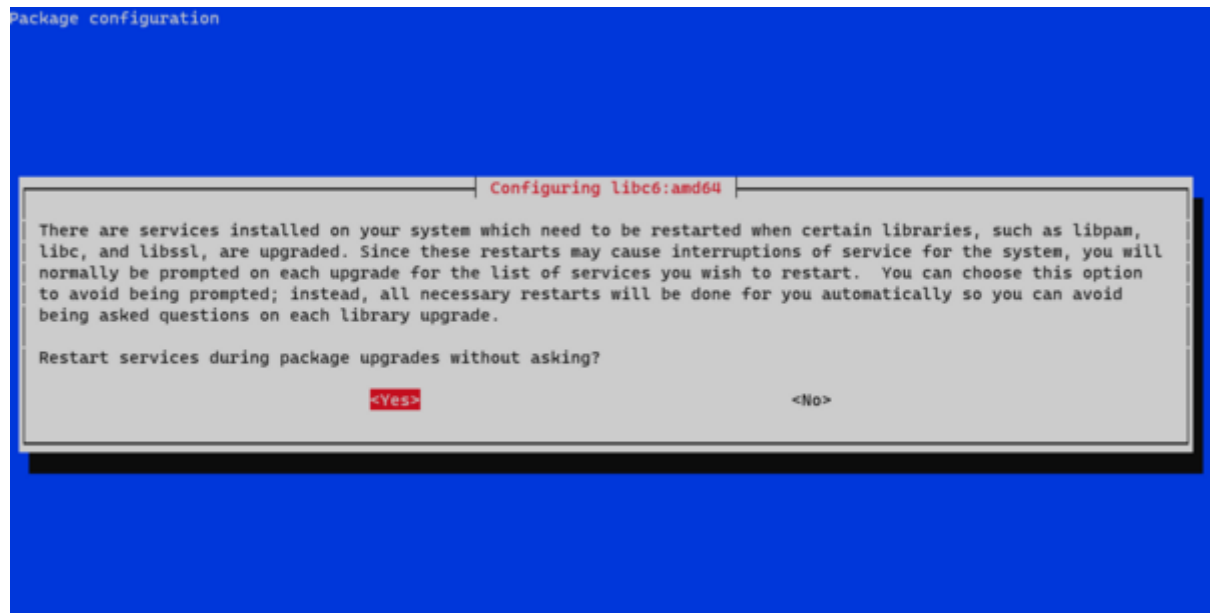 Package configuration
Configuring libc6:amd64
There are services installed on your system which need to be restarted when certain libraries, such as libpam,
libc, and libssl, are upgraded. Since these restarts may cause interruptions of service for the system, you will
normally be prompted on each upgrade for the list of services you wish to restart.  You can choose this option
to avoid being prompted; instead, all necessary restarts will be done for you automatically so you can avoid
being asked questions on each library upgrade.
Restart services during package upgrades without asking?
<Yes> <No>